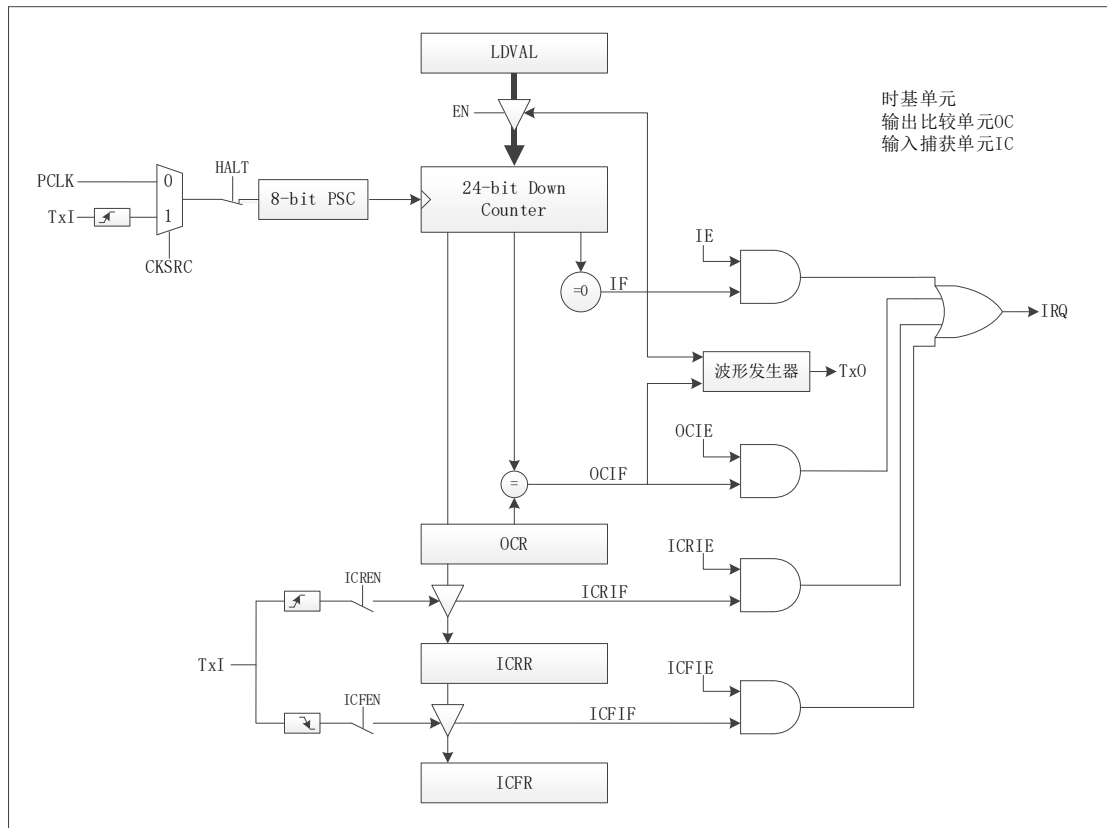 LDVAL
时基单元
输出比较单元OC
输入捕获单元IC
EN
HALT
PCLK
0
8-bit PSC
24-bit Down
Counter
TxI
1
CKSRC
IE
=0
IF
IRQ
波形发生器
TxO
OCIE
=
OCIF
OCR
ICRIE
ICREN
ICRIF
TxI
ICRR
ICFIE
ICFEN
ICFIF
ICFR